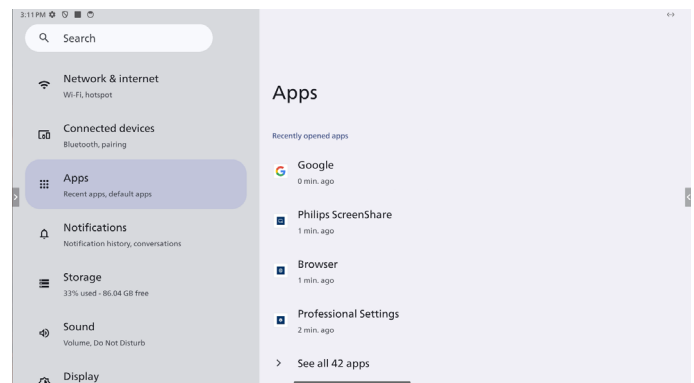 3:11 PM
Search
Network & internet
Wi-Fi, hotspot
Connected devices
Bluetooth, pairing
Apps
Recent apps, default apps
Notifications
Notification history, conversations
Storage
33% used - 86.04 GB free
Sound
Volume, Do Not Disturb
Display
Apps
Recently opened apps
Google
0 min. ago
Philips ScreenShare
1 min. ago
Browser
1 min. ago
Professional Settings
2 min. ago
See all 42 apps